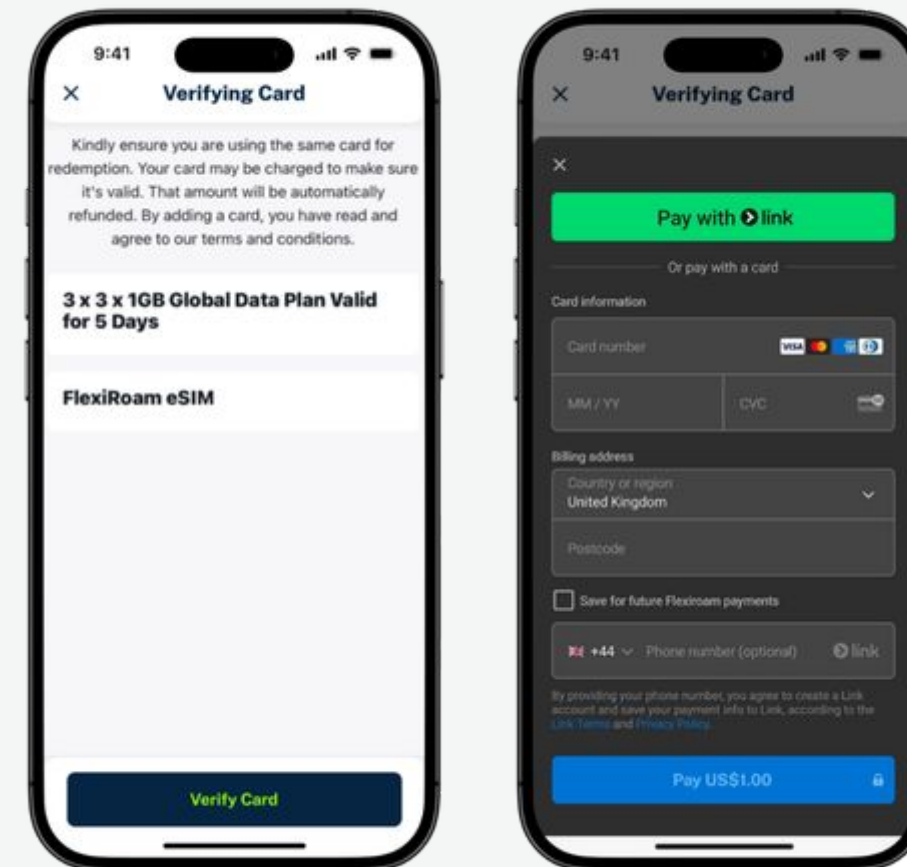 9:41
Verifying Card
Kindly ensure you are using the same card for
redemption. Your card may be charged to make sure
it's valid. That amount will be automatically
refunded. By adding a card, you have read and
agree to our terms and conditions.
3 x 3 x 1GB Global Data Plan Valid
for 5 Days
FlexiRoam eSIM
Verify Card
9:41
Verifying Card
Pay with link
Or pay with a card
Card information
Card number
VISA
MM / YY
CVC
Billing address
Country or region
United Kingdom
Postcode
Save for future Flexiroam payments
+44 Phone number (optional) link
By providing your phone number, you agree to create a Link
account and save your payment info to Link, according to the
Link Terms and Privacy Policy.
Pay US$1.00